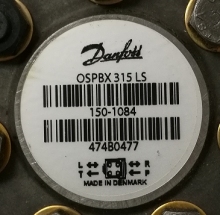 Danfoss
OSPBX 315 LS
150-1084
47480477
L R
T P
MADE IN DENMARK